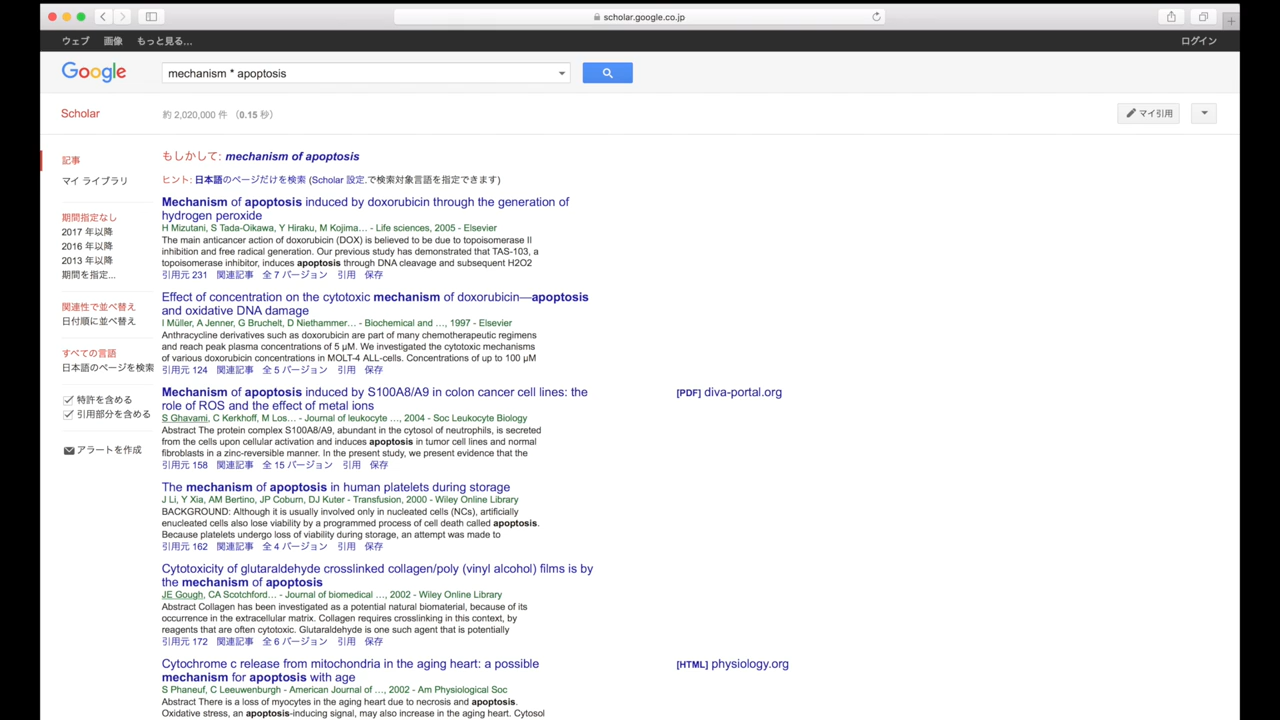 scholar.google.co.jp
ウェブ 画像 もっと見る... ログイン
Google mechanism * apoptosis
Scholar 約 2,020,000 件 （0.15 秒） マイ引用
記事
マイ ライブラリ
期間指定なし
2017 年以降
2016 年以降
2013 年以降
期間を指定...
関連性で並べ替え
日付順に並べ替え
すべての言語
日本語のページを検索
特許を含める
引用部分を含める
アラートを作成
もしかして: mechanism of apoptosis
ヒント: 日本語のページだけを検索 (Scholar 設定.で検索対象言語を指定できます)
Mechanism of apoptosis induced by doxorubicin through the generation of
hydrogen peroxide
H Mizutani, S Tada-Oikawa, Y Hiraku, M Kojima… - Life sciences, 2005 - Elsevier
The main anticancer action of doxorubicin (DOX) is believed to be due to topoisomerase II
inhibition and free radical generation. Our previous study has demonstrated that TAS-103, a
topoisomerase inhibitor, induces apoptosis through DNA cleavage and subsequent H2O2
引用元 231 関連記事 全 7 バージョン 引用 保存
Effect of concentration on the cytotoxic mechanism of doxorubicin—apoptosis
and oxidative DNA damage
I Müller, A Jenner, G Bruchelt, D Niethammer… - Biochemical and …, 1997 - Elsevier
Anthracycline derivatives such as doxorubicin are part of many chemotherapeutic regimens
and reach peak plasma concentrations of 5 μM. We investigated the cytotoxic mechanisms
of various doxorubicin concentrations in MOLT-4 ALL-cells. Concentrations of up to 100 μM
引用元 124 関連記事 全 5 バージョン 引用 保存
Mechanism of apoptosis induced by S100A8/A9 in colon cancer cell lines: the
role of ROS and the effect of metal ions
[PDF] diva-portal.org
S Ghavami, C Kerkhoff, M Los… - Journal of leukocyte …, 2004 - Soc Leukocyte Biology
Abstract The protein complex S100A8/A9, abundant in the cytosol of neutrophils, is secreted
from the cells upon cellular activation and induces apoptosis in tumor cell lines and normal
fibroblasts in a zinc-reversible manner. In the present study, we present evidence that the
引用元 158 関連記事 全 15 バージョン 引用 保存
The mechanism of apoptosis in human platelets during storage
J Li, Y Xia, AM Bertino, JP Coburn, DJ Kuter - Transfusion, 2000 - Wiley Online Library
BACKGROUND: Although it is usually involved only in nucleated cells (NCs), artificially
enucleated cells also lose viability by a programmed process of cell death called apoptosis.
Because platelets undergo loss of viability during storage, an attempt was made to
引用元 162 関連記事 全 4 バージョン 引用 保存
Cytotoxicity of glutaraldehyde crosslinked collagen/poly (vinyl alcohol) films is by
the mechanism of apoptosis
JE Gough, CA Scotchford… - Journal of biomedical …, 2002 - Wiley Online Library
Abstract Collagen has been investigated as a potential natural biomaterial, because of its
occurrence in the extracellular matrix. Collagen requires crosslinking in this context, by
reagents that are often cytotoxic. Glutaraldehyde is one such agent that is potentially
引用元 172 関連記事 全 6 バージョン 引用 保存
Cytochrome c release from mitochondria in the aging heart: a possible
mechanism for apoptosis with age
[HTML] physiology.org
S Phaneuf, C Leeuwenburgh - American Journal of …, 2002 - Am Physiological Soc
Abstract There is a loss of myocytes in the aging heart due to necrosis and apoptosis.
Oxidative stress, an apoptosis-inducing signal, may also increase in the aging heart. Cytosol